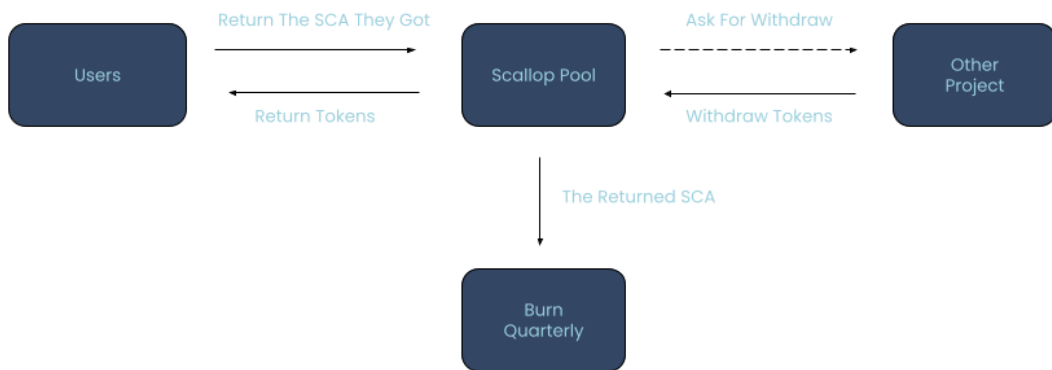 Return The SCA They Got
Ask For Withdraw
Users
Scallop Pool
Other
Project
Return Tokens
Withdraw Tokens
The Returned SCA
Burn
Quarterly